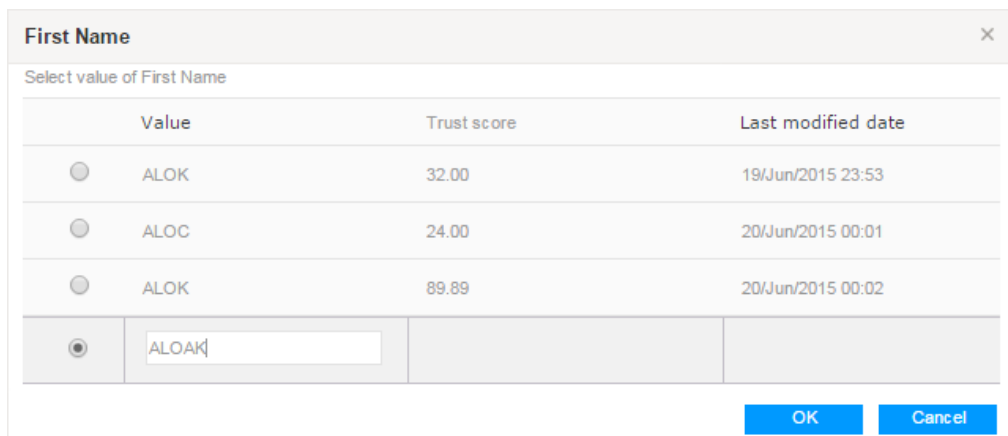 First Name ×
Select value of First Name
Value Trust score Last modified date
ALOK 32.00 19/Jun/2015 23:53
ALOC 24.00 20/Jun/2015 00:01
ALOK 89.89 20/Jun/2015 00:02
ALOAK
OK Cancel